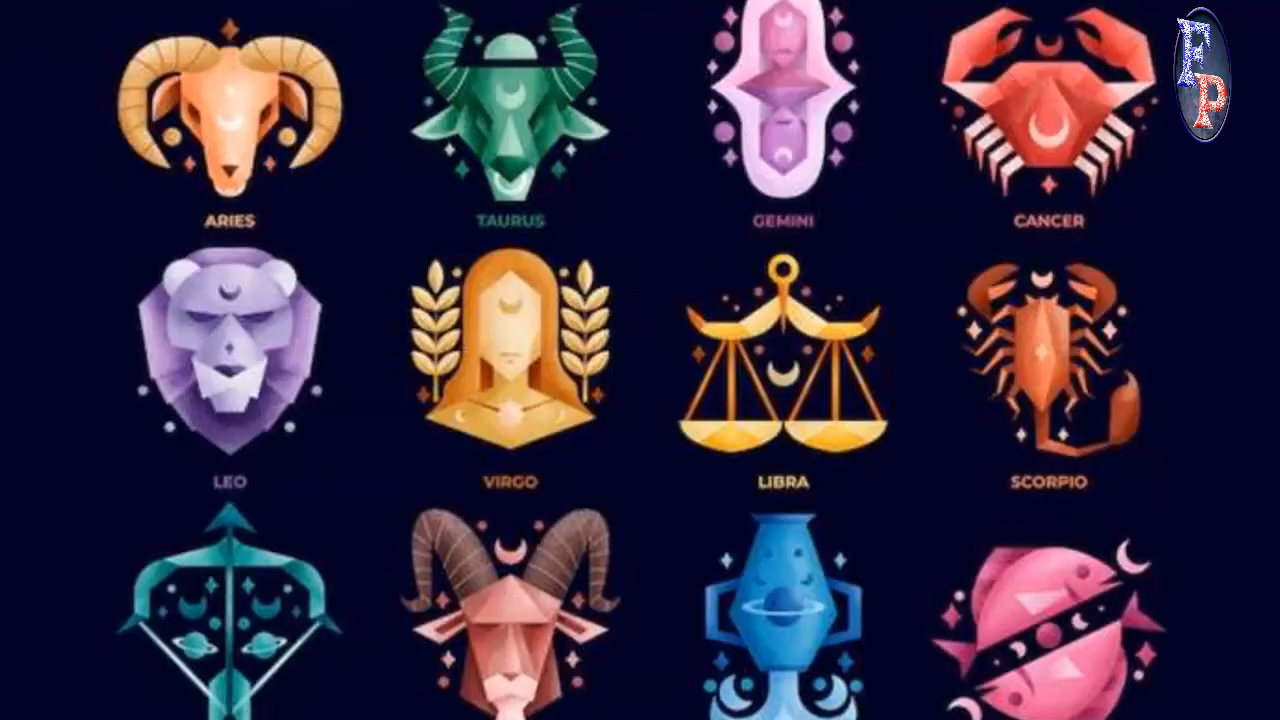 FP
ARIES
TAURUS
GEMINI
CANCER
LEO
VIRGO
LIBRA
SCORPIO